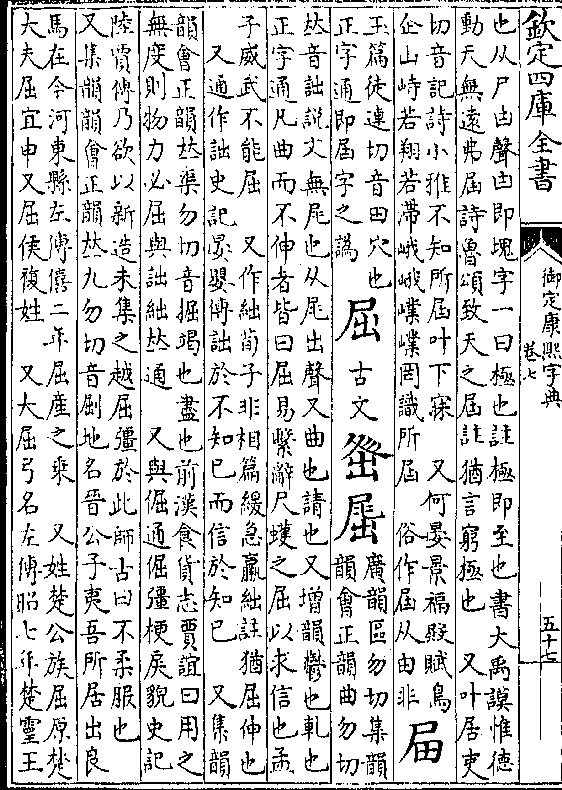 欽定四庫全書
御定康熙字典
卷七
五十七
也从尸凷聲凷即塊字一曰極也註極即至也書大禹謨惟德
動天無遠弗屆詩魯頌致天之屆註猶言窮極也 又叶居吏
切音記詩小雅不知所屆叶下寐 又何晏景福殿賦鳥
企山峙若翔若滯峨峨嶫嶫罔識所屆 俗作届从由非
屇
玉篇徒連切音田穴也
正字通即屆字之譌
屈 古文
廣韻區勿切集韻
韻會正韻曲勿切
𠀤音詘說文無尾也从尾出聲又曲也請也又增韻鬱也軋也
正字通凡曲而不伸者皆曰屈易繫辭尺蠖之屈以求信也孟
子威武不能屈 又作絀荀子非相篇緩急羸絀註猶屈伸也
又通作詘史記晏嬰傳詘於不知已而信於知已 又集韻
韻會正韻𠀤渠勿切音掘竭也盡也前漢食貨志賈誼曰用之
無度則物力必屈與詘絀𠀤通 又與倔通倔彊梗戾貌史記
陸賈傳乃欲以新造未集之越屈彊於此師古曰不柔服也
又集韻韻會正韻𠀤九勿切音劂地名晉公子夷吾所居出良
馬在今河東縣左傳僖二年屈產之乘 又姓楚公族屈原楚
大夫屈宜申又屈侯複姓 又大屈弓名左傳昭七年楚靈王